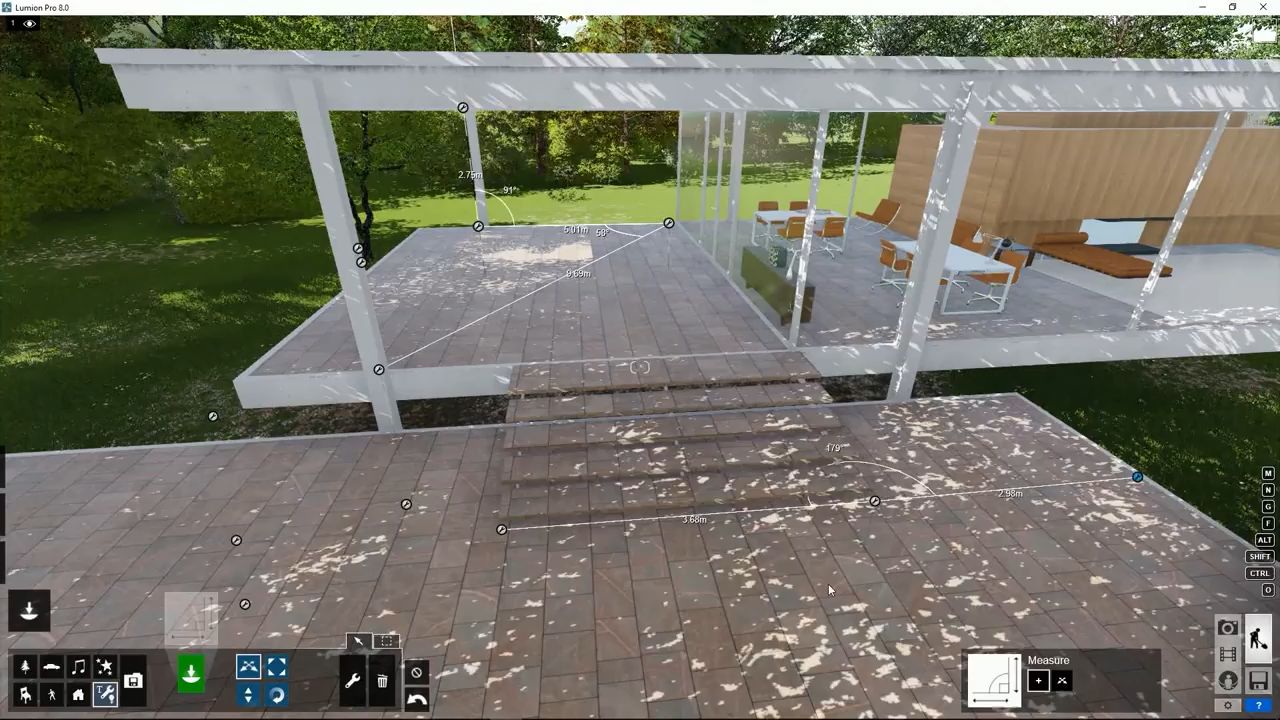 Lumion Pro 8.0
1
2.75m
91°
5.01m
58°
9.69m
179°
2.98m
3.68m
M
N
G
F
ALT
SHIFT
CTRL
O
T
Measure
+
?